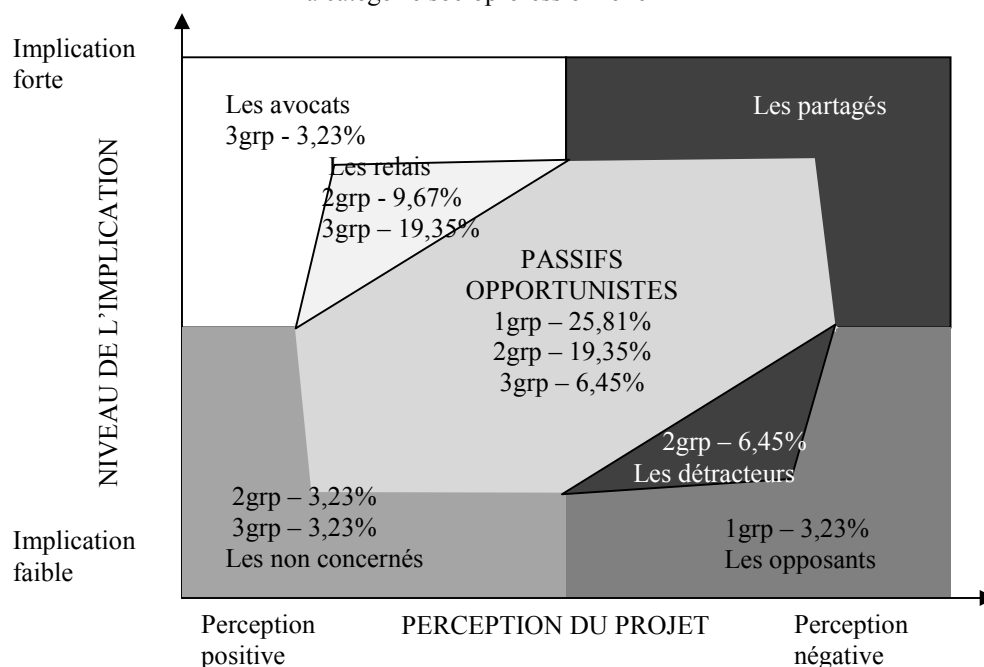 Implication
forte
Les avocats
3grp - 3,23%
Les partagés
Les relais
2grp - 9,67%
3grp – 19,35%
NIVEAU DE L'IMPLICATION
PASSIFS
OPPORTUNISTES
1grp – 25,81%
2grp – 19,35%
3grp – 6,45%
2grp – 6,45%
Les détracteurs
2grp – 3,23%
3grp – 3,23%
Les non concernés
1grp – 3,23%
Les opposants
Implication
faible
Perception
positive
PERCEPTION DU PROJET
Perception
négative